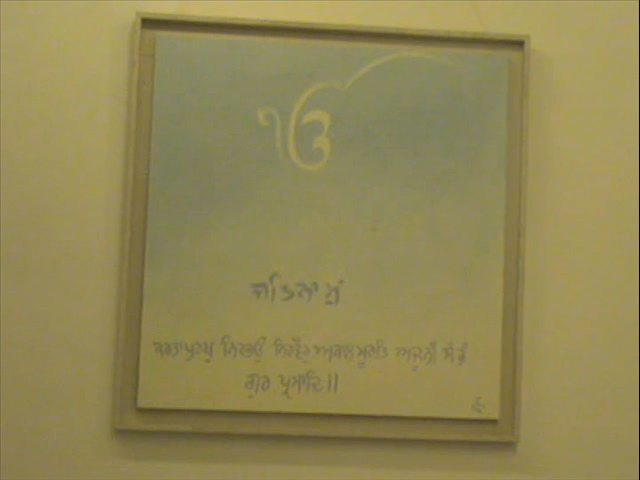 ੴ
ਸਤਿਨਾਮੁ
ਕਰਤਾਪੁਰਖੁ ਨਿਰਭਉ ਨਿਰਵੈਰ ਅਕਾਲ ਮੂਰਤਿ ਅਜੂਨੀ ਸੈਭੰ
ਗੁਰ ਪ੍ਰਸਾਦਿ॥